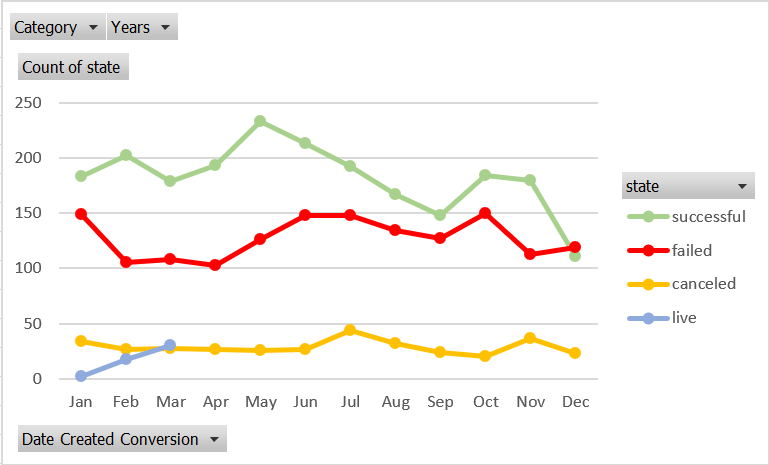 Category Years
Count of state
250
200
150
100
50
0
Jan Feb Mar Apr May Jun Jul Aug Sep Oct Nov Dec
state
successful
failed
canceled
live
Date Created Conversion